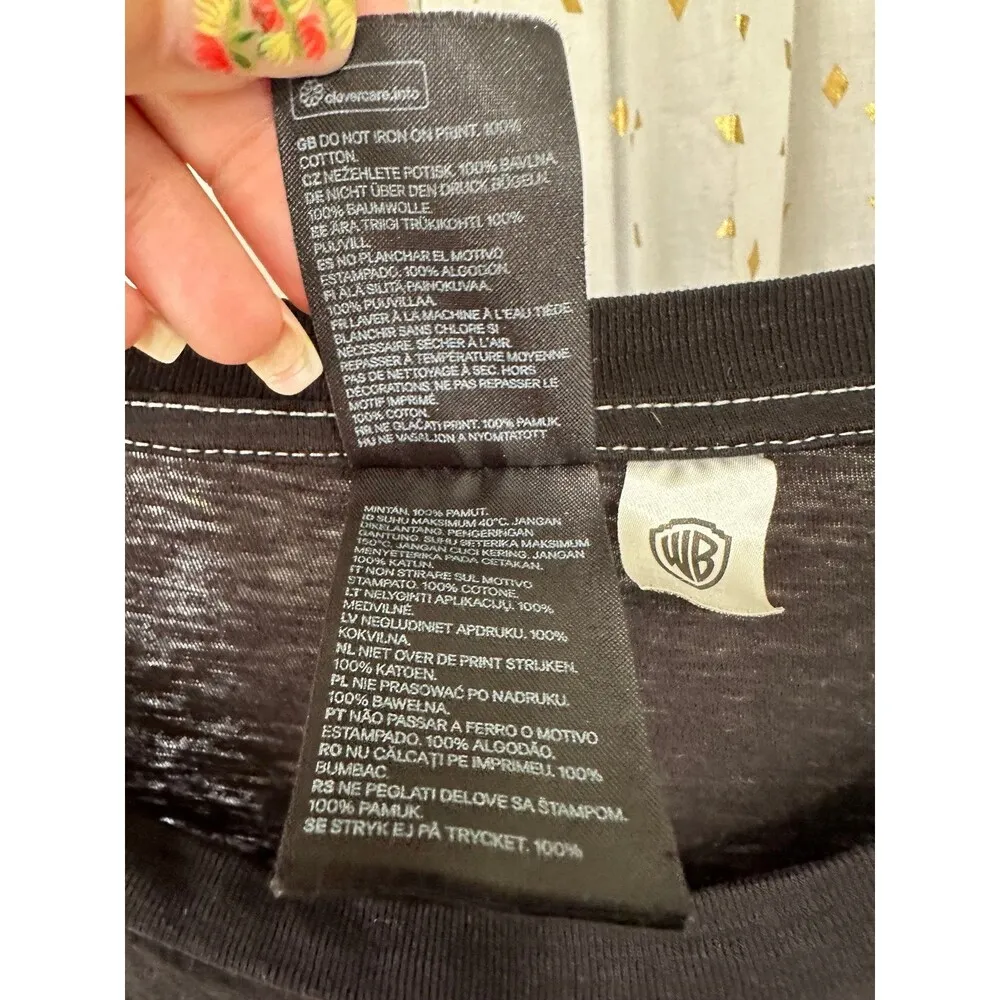 clevercare.info
GB DO NOT IRON ON PRINT. 100%
COTTON.
CZ NEŽEHLETE POTISK. 100% BAVLNA.
DE NICHT ÜBER DEN DRUCK BÜGELN.
100% BAUMWOLLE.
EE ÄRA TRIIGI TRÜKIKOHTI. 100%
PUUVILL.
ES NO PLANCHAR EL MOTIVO
ESTAMPADO. 100% ALGODÓN.
FI ÄLÄ SILITÄ PAINOKUVAA.
100% PUUVILLAA.
FR LAVER À LA MACHINE À L'EAU TIÈDE.
BLANCHIR SANS CHLORE SI
NÉCESSAIRE. SÉCHER À L'AIR.
REPASSER À TEMPÉRATURE MOYENNE.
PAS DE NETTOYAGE À SEC. HORS
DÉCORATIONS. NE PAS REPASSER LE
MOTIF IMPRIMÉ.
100% COTON.
HR NE GLAČATI PRINT. 100% PAMUK.
HU NE VASALJON A NYOMTATOTT
MINTÁN. 100% PAMUT.
ID SUHU MAKSIMUM 40°C. JANGAN
DIKELANTANG. PENGERINGAN
GANTUNG. SUHU SETERIKA MAKSIMUM
150°C. JANGAN CUCI KERING. JANGAN
MENYETERIKA PADA CETAKAN.
100% KATUN.
IT NON STIRARE SUL MOTIVO
STAMPATO. 100% COTONE.
LT NELYGINTI APLIKACIJŲ. 100%
MEDVILNĖ.
LV NEGLUDINIET APDRUKU. 100%
KOKVILNA.
NL NIET OVER DE PRINT STRIJKEN.
100% KATOEN.
PL NIE PRASOWAĆ PO NADRUKU.
100% BAWEŁNA.
PT NÃO PASSAR A FERRO O MOTIVO
ESTAMPADO. 100% ALGODÃO.
RO NU CĂLCAȚI PE IMPRIMEU. 100%
BUMBAC.
RS NE PEGLATI DELOVE SA ŠTAMPOM.
100% PAMUK.
SE STRYK EJ PÅ TRYCKET. 100%
WB